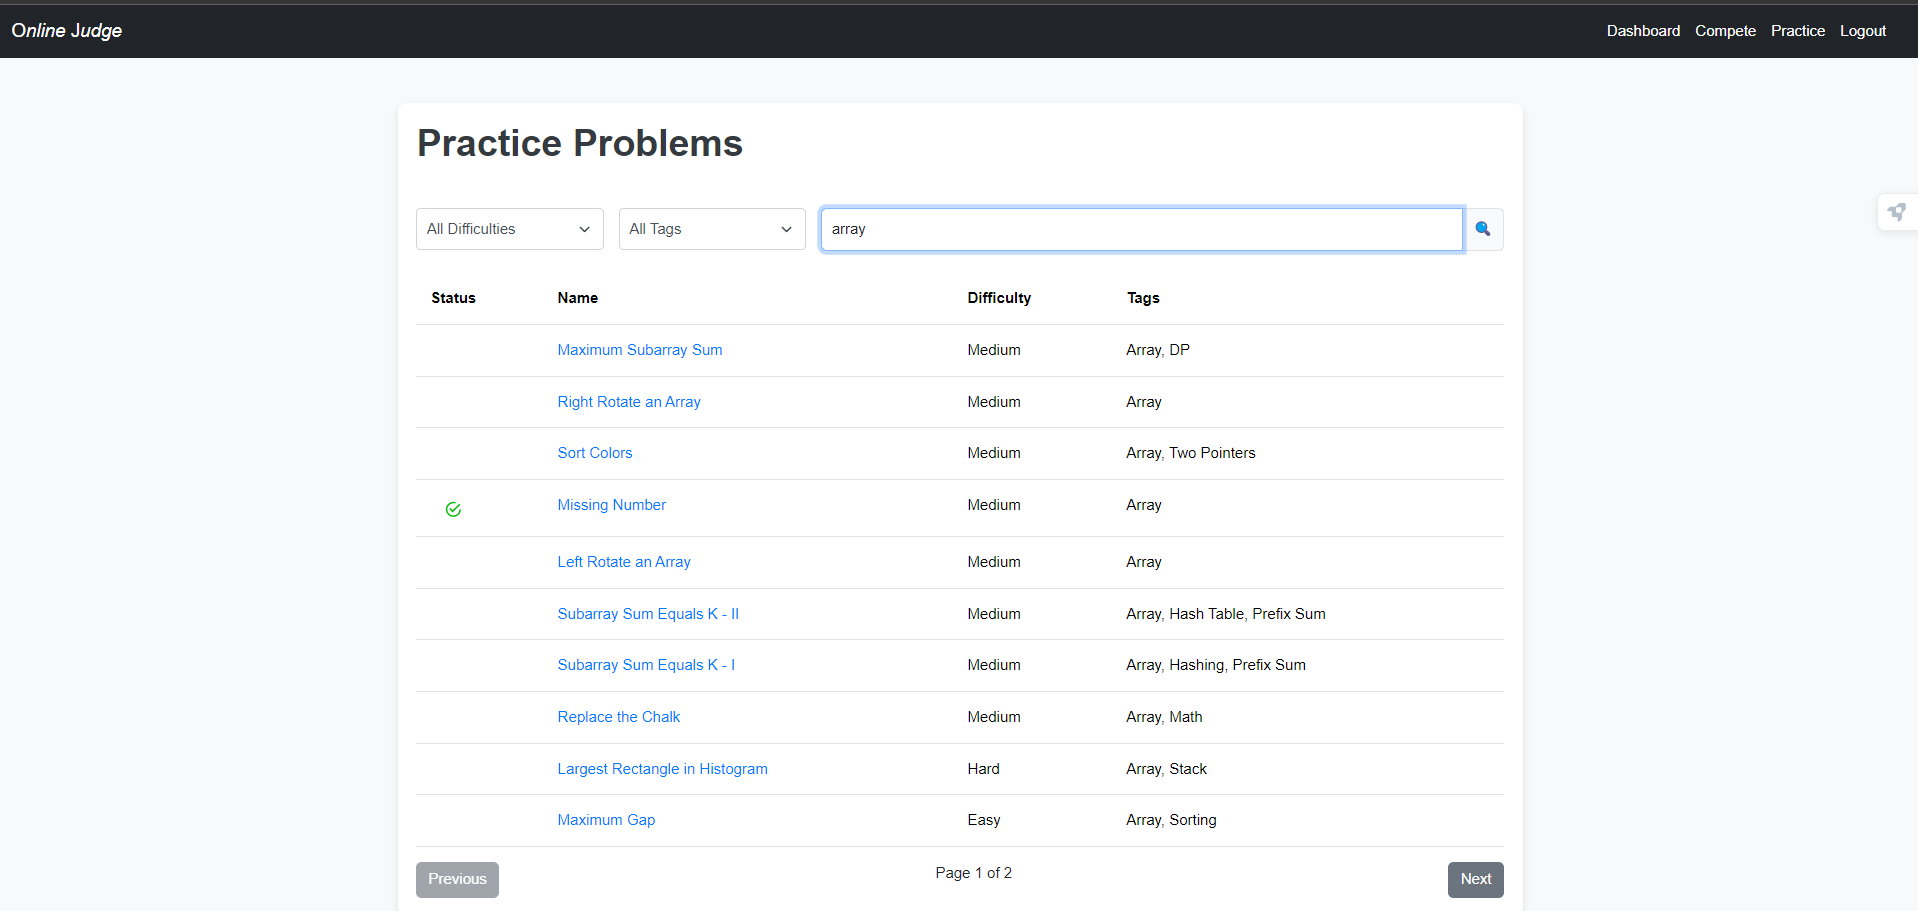 Online Judge Dashboard Compete Practice Logout
Practice Problems
All Difficulties All Tags array
Status Name Difficulty Tags
Maximum Subarray Sum Medium Array, DP
Right Rotate an Array Medium Array
Sort Colors Medium Array, Two Pointers
Missing Number Medium Array
Left Rotate an Array Medium Array
Subarray Sum Equals K - II Medium Array, Hash Table, Prefix Sum
Subarray Sum Equals K - I Medium Array, Hashing, Prefix Sum
Replace the Chalk Medium Array, Math
Largest Rectangle in Histogram Hard Array, Stack
Maximum Gap Easy Array, Sorting
Previous Page 1 of 2 Next